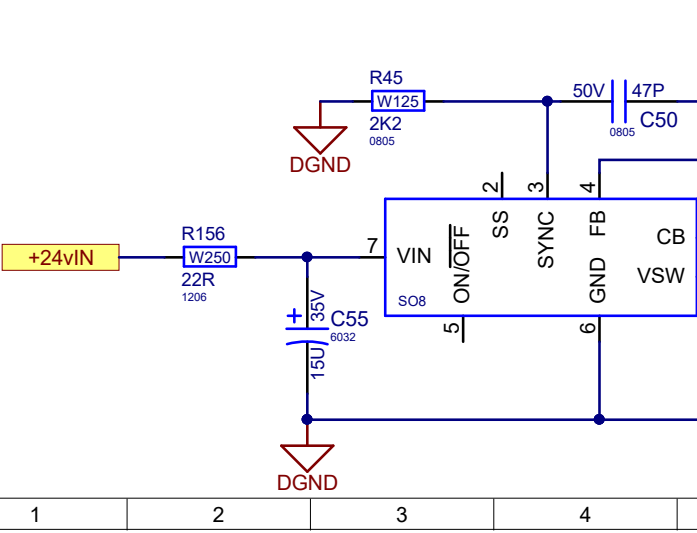 R45
W125
2K2
0805
DGND
50V
47P
C50
0805
2
3
4
SS
SYNC
FB
CB
VSW
+24vIN
R156
W250
22R
1206
7
VIN
ON/OFF
GND
SO8
5
6
+
35V
C55
6032
15U
DGND
1
2
3
4